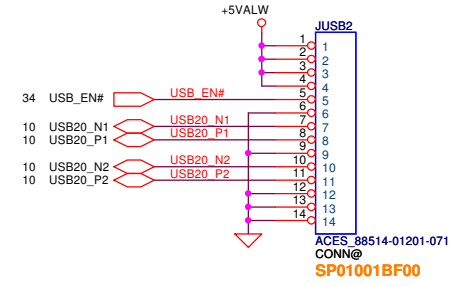 +5VALW
JUSB2
1 1
2 2
3 3
4 4
34 USB_EN# USB_EN# 5 5
6 6
10 USB20_N1 USB20_N1 7 7
10 USB20_P1 USB20_P1 8 8
9 9
10 USB20_N2 USB20_N2 10 10
10 USB20_P2 USB20_P2 11 11
12 12
13 13
14 14
ACES_88514-01201-071
CONN@
SP01001BF00